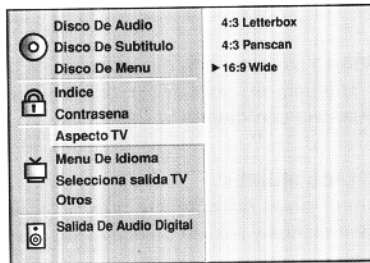 Disco De Audio
Disco De Subtitulo
Disco De Menu
Indice
Contrasena
Aspecto TV
Menu De Idioma
Selecciona salida TV
Otros
Salida De Audio Digital
4:3 Letterbox
4:3 Panscan
16:9 Wide